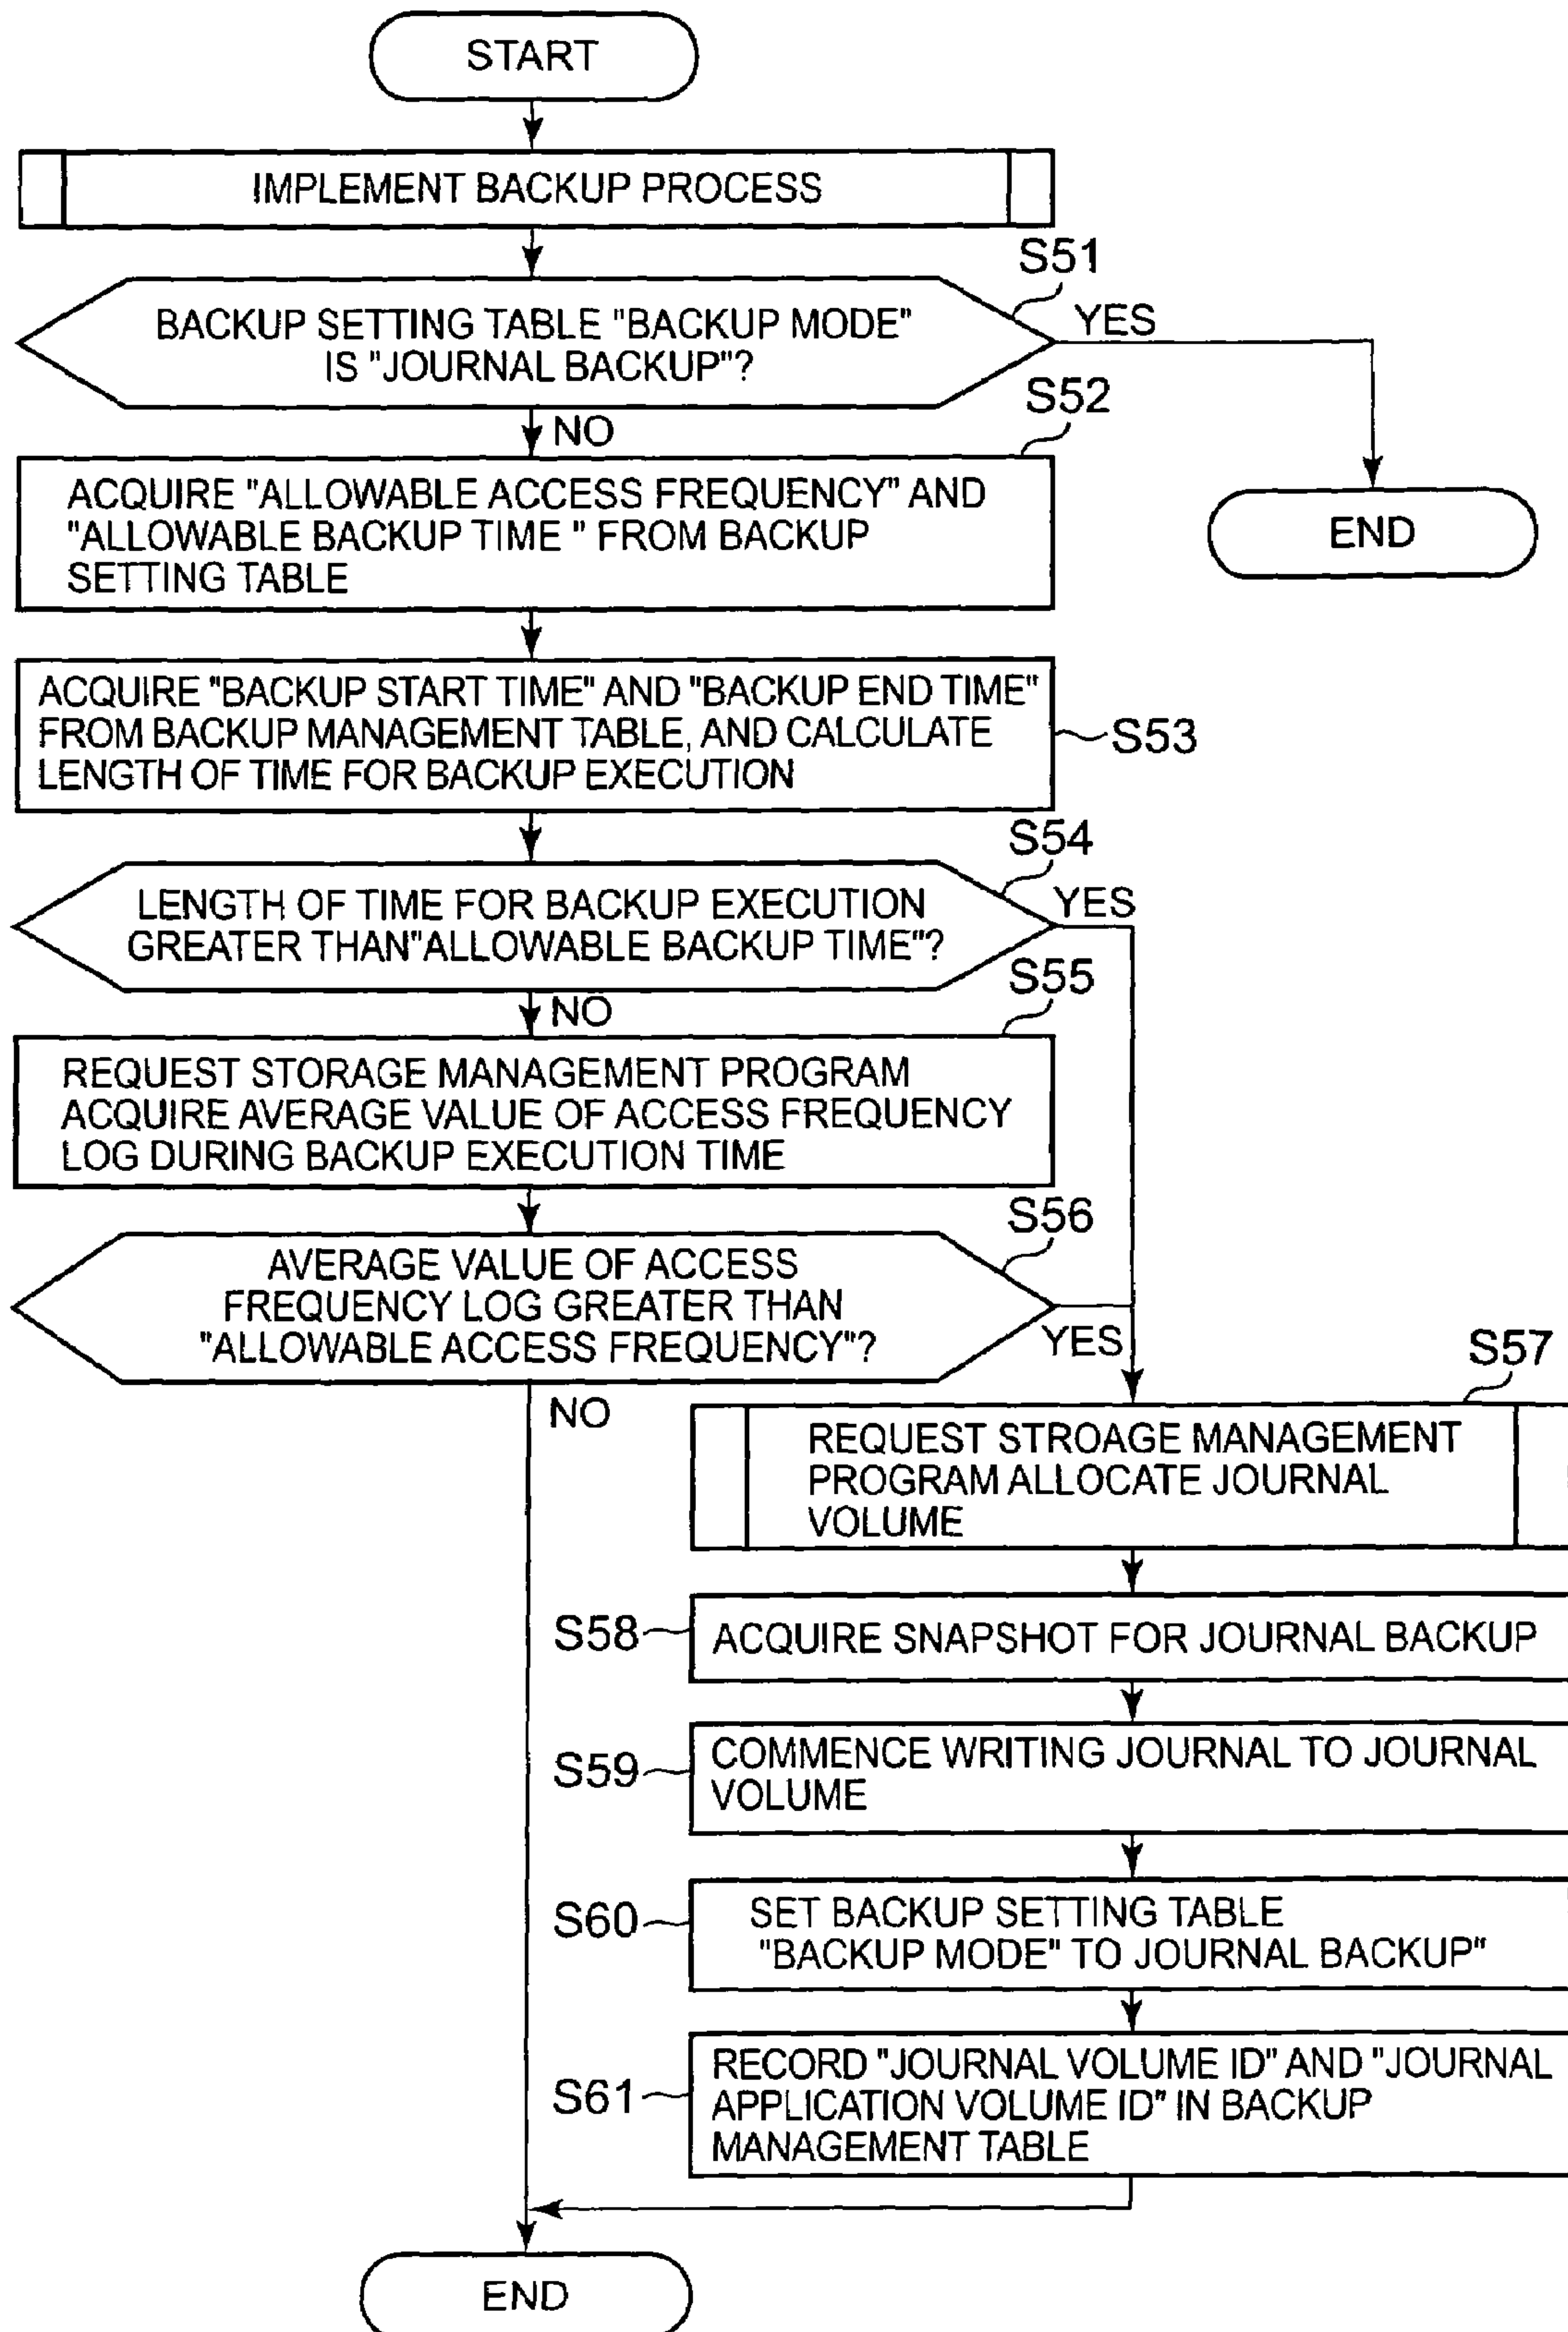 START
IMPLEMENT BACKUP PROCESS
S51
BACKUP SETTING TABLE "BACKUP MODE"
IS "JOURNAL BACKUP"?
YES
NO
S52
ACQUIRE "ALLOWABLE ACCESS FREQUENCY" AND
"ALLOWABLE BACKUP TIME " FROM BACKUP
SETTING TABLE
END
ACQUIRE "BACKUP START TIME" AND "BACKUP END TIME"
FROM BACKUP MANAGEMENT TABLE, AND CALCULATE
LENGTH OF TIME FOR BACKUP EXECUTION
S53
S54
LENGTH OF TIME FOR BACKUP EXECUTION
GREATER THAN"ALLOWABLE BACKUP TIME"?
YES
NO
S55
REQUEST STORAGE MANAGEMENT PROGRAM
ACQUIRE AVERAGE VALUE OF ACCESS FREQUENCY
LOG DURING BACKUP EXECUTION TIME
S56
AVERAGE VALUE OF ACCESS
FREQUENCY LOG GREATER THAN
"ALLOWABLE ACCESS FREQUENCY"?
YES
NO
S57
REQUEST STROAGE MANAGEMENT
PROGRAM ALLOCATE JOURNAL
VOLUME
S58
ACQUIRE SNAPSHOT FOR JOURNAL BACKUP
S59
COMMENCE WRITING JOURNAL TO JOURNAL
VOLUME
S60
SET BACKUP SETTING TABLE
"BACKUP MODE" TO JOURNAL BACKUP"
S61
RECORD "JOURNAL VOLUME ID" AND "JOURNAL
APPLICATION VOLUME ID" IN BACKUP
MANAGEMENT TABLE
END